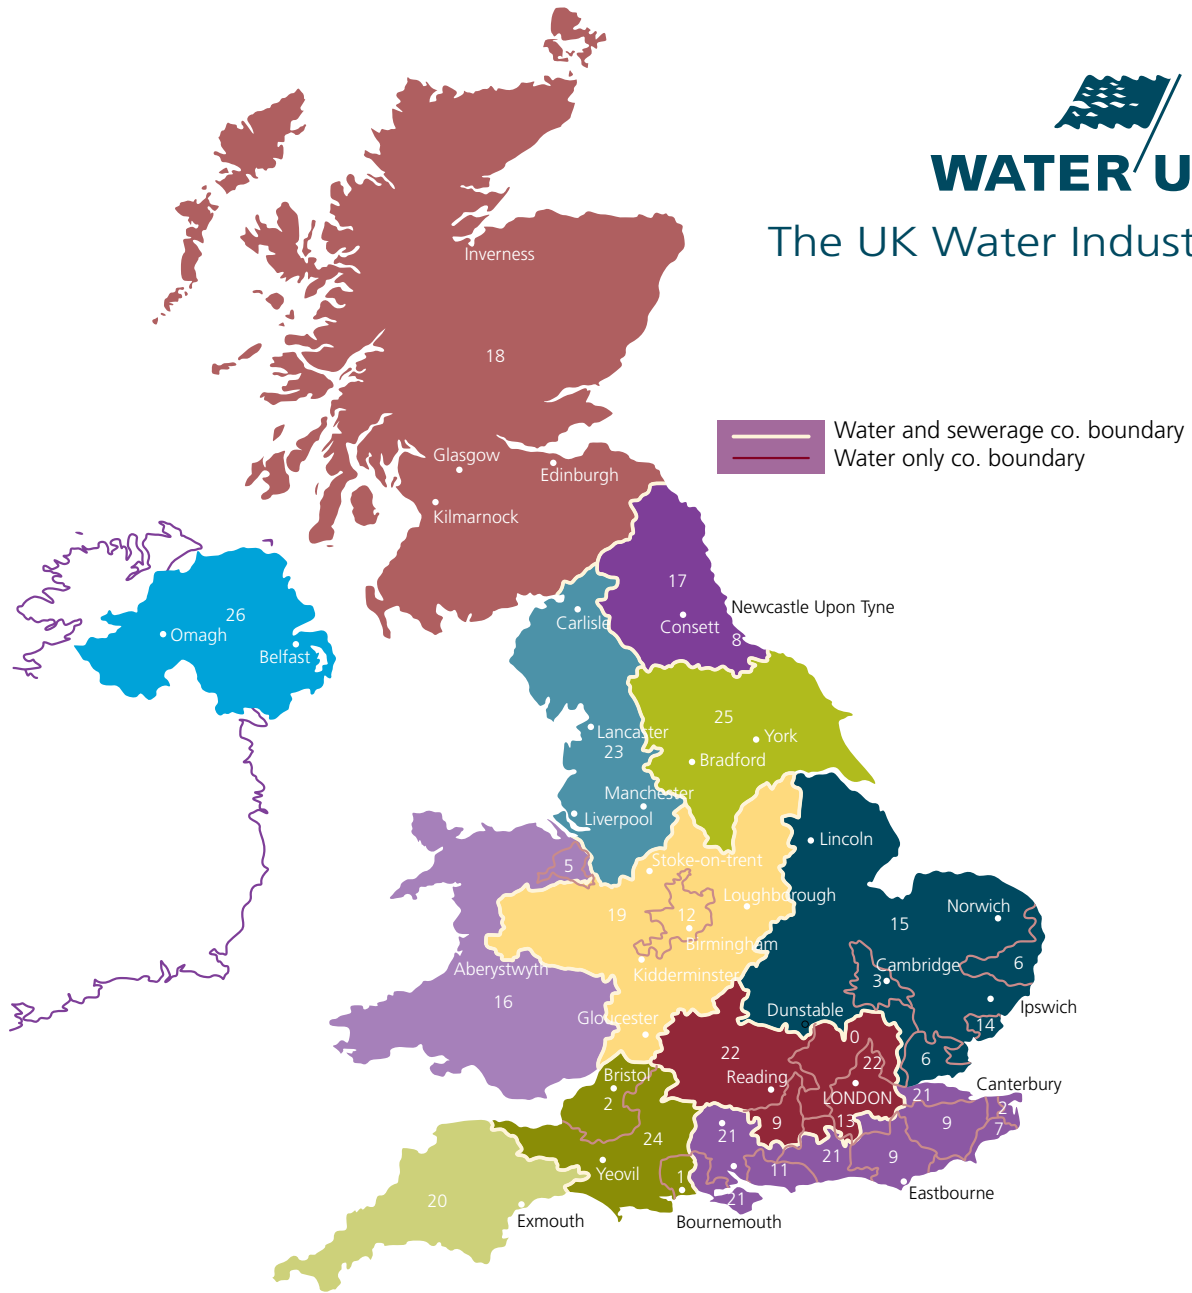 WATER U
The UK Water Indust
Inverness
18
Water and sewerage co. boundary
Water only co. boundary
Glasgow
Edinburgh
Kilmarnock
17
Newcastle Upon Tyne
26
Carlisle
Consett
Omagh
8
Belfast
25
Lancaster
York
23
Bradford
Manchester
Liverpool
Lincoln
Stoke-on-trent
5
Loughborough
19
12
15
Norwich
Birmingham
Aberystwyth
Kidderminster
Cambridge
6
3
16
Gloucester
Dunstable
Ipswich
14
0
22
22
6
Bristol
Reading
Canterbury
2
LONDON
21
2
9
13
9
7
24
21
21
9
11
Yeovil
1
20
21
Eastbourne
Exmouth
Bournemouth